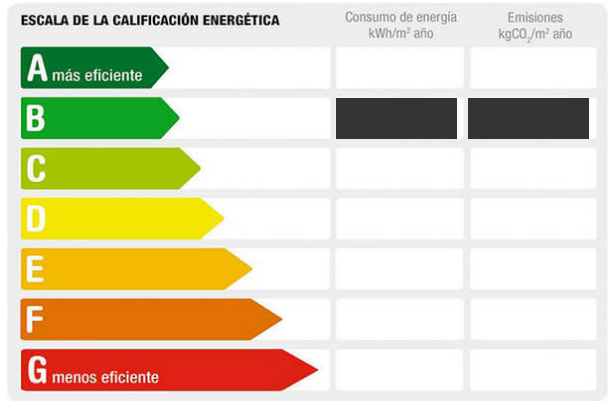 ESCALA DE LA CALIFICACIÓN ENERGÉTICA
Consumo de energía
kWh/m² año
Emisiones
kgCO₂/m² año
A más eficiente
B
C
D
E
F
G menos eficiente